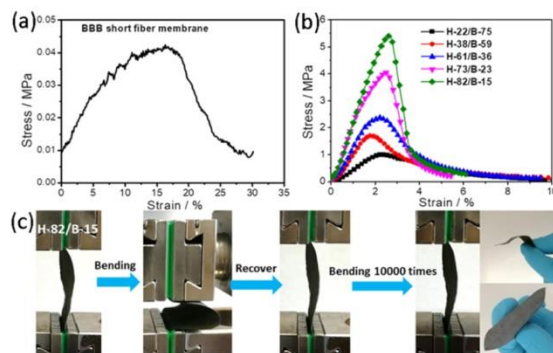 (a)
BBB short fiber membrane
Stress / MPa
0.05
0.04
0.03
0.02
0.01
0.00
0 5 10 15 20 25 30 35
Strain / %
(b)
H-22/B-75
H-38/B-59
H-61/B-36
H-73/B-23
H-82/B-15
Stress / MPa
6
5
4
3
2
1
0
0 2 4 6 8 10
Strain / %
(c)
H-82/B-15
Bending
Recover
Bending 10000 times